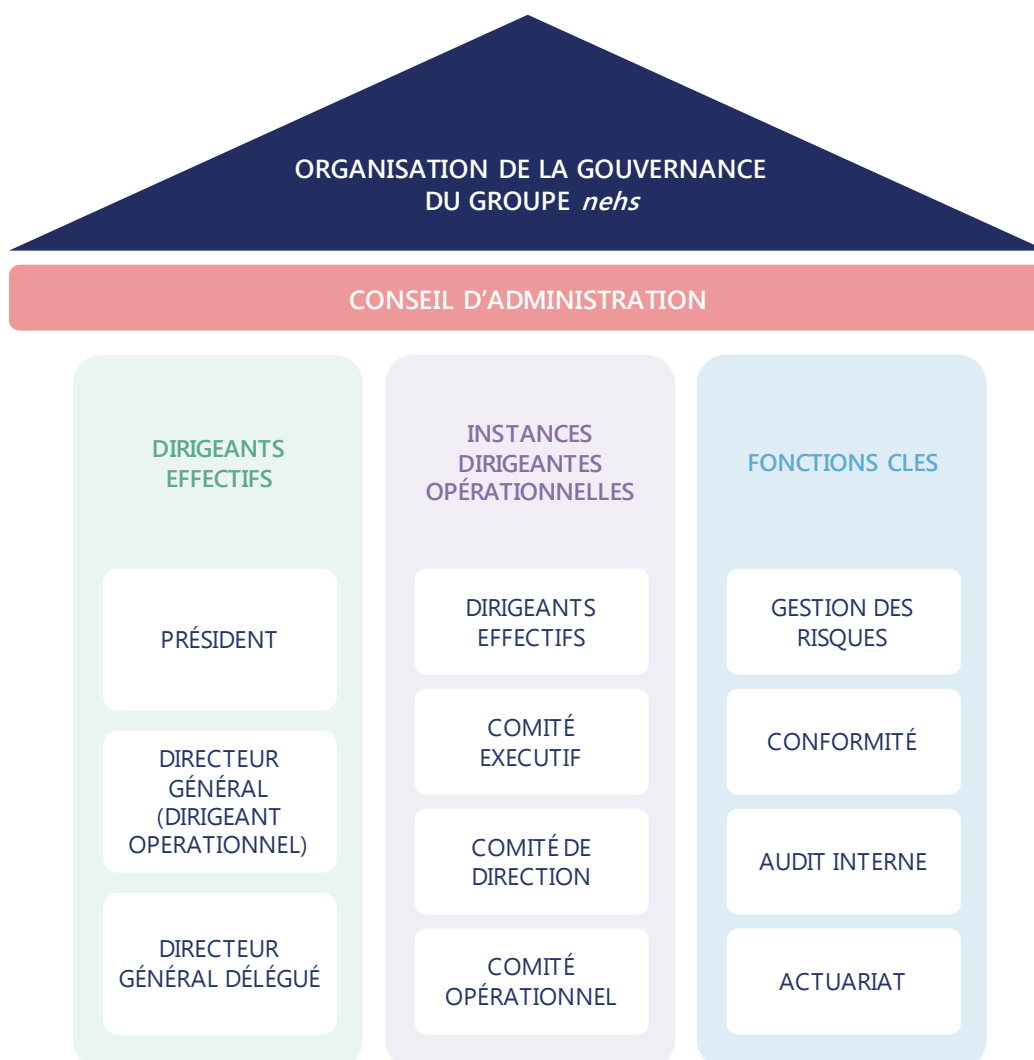 ORGANISATION DE LA GOUVERNANCE
DU GROUPE nehs
CONSEIL D’ADMINISTRATION
DIRIGEANTS
EFFECTIFS
PRÉSIDENT
DIRECTEUR
GÉNÉRAL
(DIRIGEANT
OPERATIONNEL)
DIRECTEUR
GÉNÉRAL DÉLÉGUÉ
INSTANCES
DIRIGEANTES
OPÉRATIONNELLES
DIRIGEANTS
EFFECTIFS
COMITÉ
EXECUTIF
COMITÉ DE
DIRECTION
COMITÉ
OPÉRATIONNEL
FONCTIONS CLES
GESTION DES
RISQUES
CONFORMITÉ
AUDIT INTERNE
ACTUARIAT